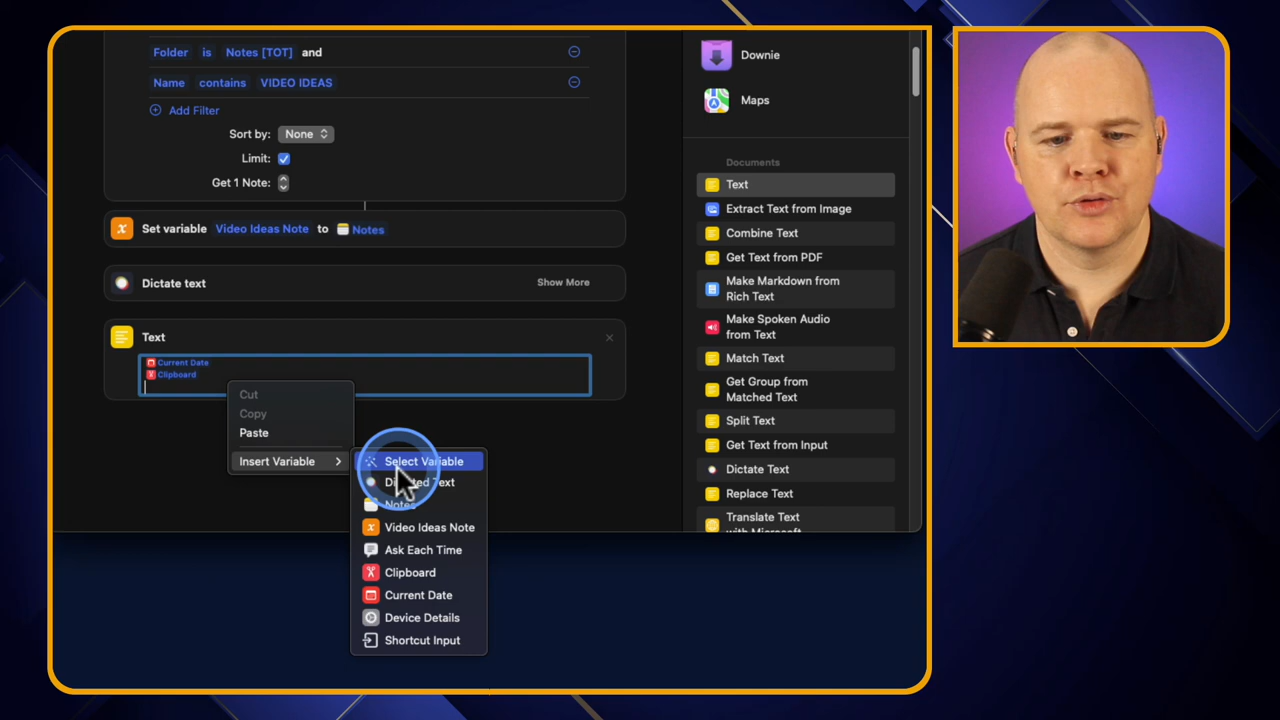 Folder is Notes [TOT] and
Name contains VIDEO IDEAS
Add Filter
Sort by: None
Limit:
Get 1 Note:
Set variable Video Ideas Note to Notes
Dictate text Show More
Text
Current Date
Clipboard
Cut
Copy
Paste
Insert Variable
Select Variable
Dictated Text
Notes
Video Ideas Note
Ask Each Time
Clipboard
Current Date
Device Details
Shortcut Input
Downie
Maps
Documents
Text
Extract Text from Image
Combine Text
Get Text from PDF
Make Markdown from
Rich Text
Make Spoken Audio
from Text
Match Text
Get Group from
Matched Text
Split Text
Get Text from Input
Dictate Text
Replace Text
Translate Text
with Microsoft